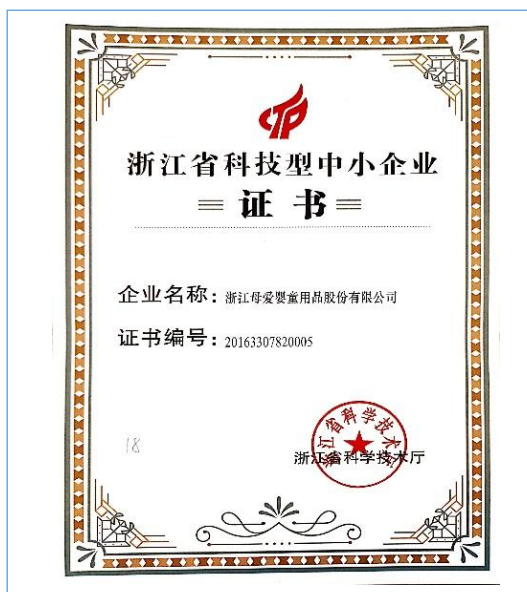 浙江省科技型中小企业
证书
企业名称：浙江母爱婴童用品股份有限公司
证书编号：20163307820005
18
浙江省科学技术厅
浙江省科学技术厅